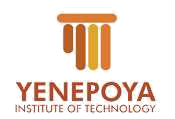 YENEPOYA
INSTITUTE OF TECHNOLOGY